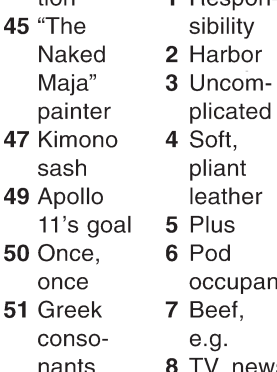 tion
45 "The
Naked
Maja"
painter
47 Kimono
sash
49 Apollo
11's goal
50 Once,
once
51 Greek
conso-
nants
1 Respon-
sibility
2 Harbor
3 Uncom-
plicated
4 Soft,
pliant
leather
5 Plus
6 Pod
occupan
7 Beef,
e.g.
8 TV news